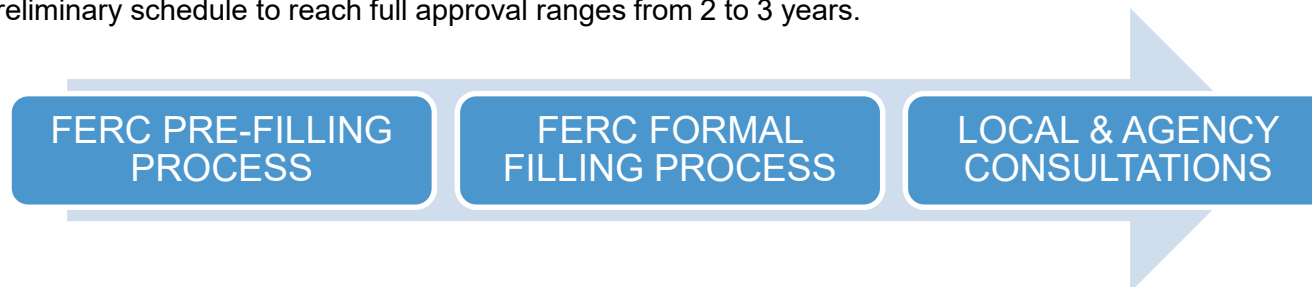 reliminary schedule to reach full approval ranges from 2 to 3 years.
FERC PRE-FILLING
PROCESS
FERC FORMAL
FILLING PROCESS
LOCAL & AGENCY
CONSULTATIONS